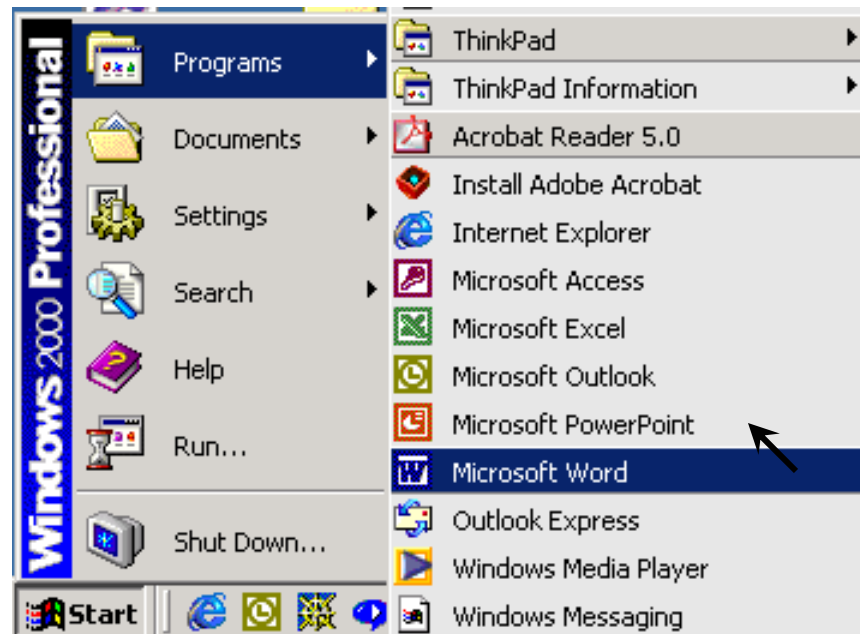 Windows 2000 Professional
Programs
Documents
Settings
Search
Help
Run...
Shut Down...
Start
ThinkPad
ThinkPad Information
Acrobat Reader 5.0
Install Adobe Acrobat
Internet Explorer
Microsoft Access
Microsoft Excel
Microsoft Outlook
Microsoft PowerPoint
Microsoft Word
Outlook Express
Windows Media Player
Windows Messaging